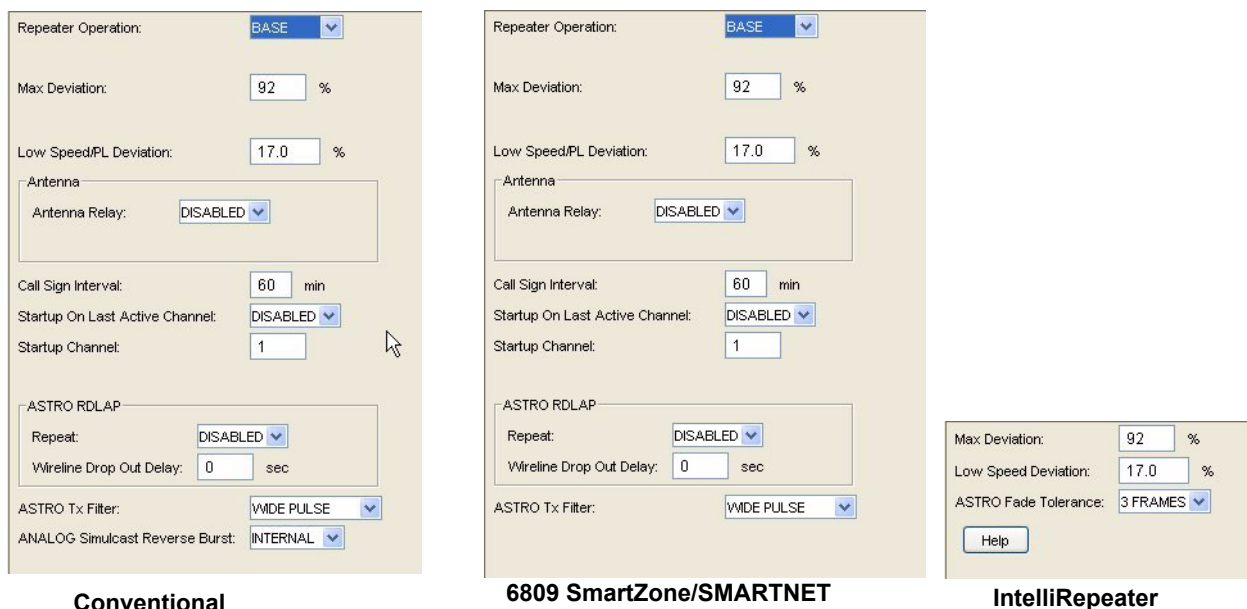 Repeater Operation: BASE
Max Deviation: 92 %
Low Speed/PL Deviation: 17.0 %
Antenna
Antenna Relay: DISABLED
Call Sign Interval: 60 min
Startup On Last Active Channel: DISABLED
Startup Channel: 1
ASTRO RDLAP
Repeat: DISABLED
Wireline Drop Out Delay: 0 sec
ASTRO Tx Filter: WIDE PULSE
ANALOG Simulcast Reverse Burst: INTERNAL
Conventional
Repeater Operation: BASE
Max Deviation: 92 %
Low Speed/PL Deviation: 17.0 %
Antenna
Antenna Relay: DISABLED
Call Sign Interval: 60 min
Startup On Last Active Channel: DISABLED
Startup Channel: 1
ASTRO RDLAP
Repeat: DISABLED
Wireline Drop Out Delay: 0 sec
ASTRO Tx Filter: WIDE PULSE
6809 SmartZone/SMARTNET
Max Deviation: 92 %
Low Speed Deviation: 17.0 %
ASTRO Fade Tolerance: 3 FRAMES
Help
IntelliRepeater